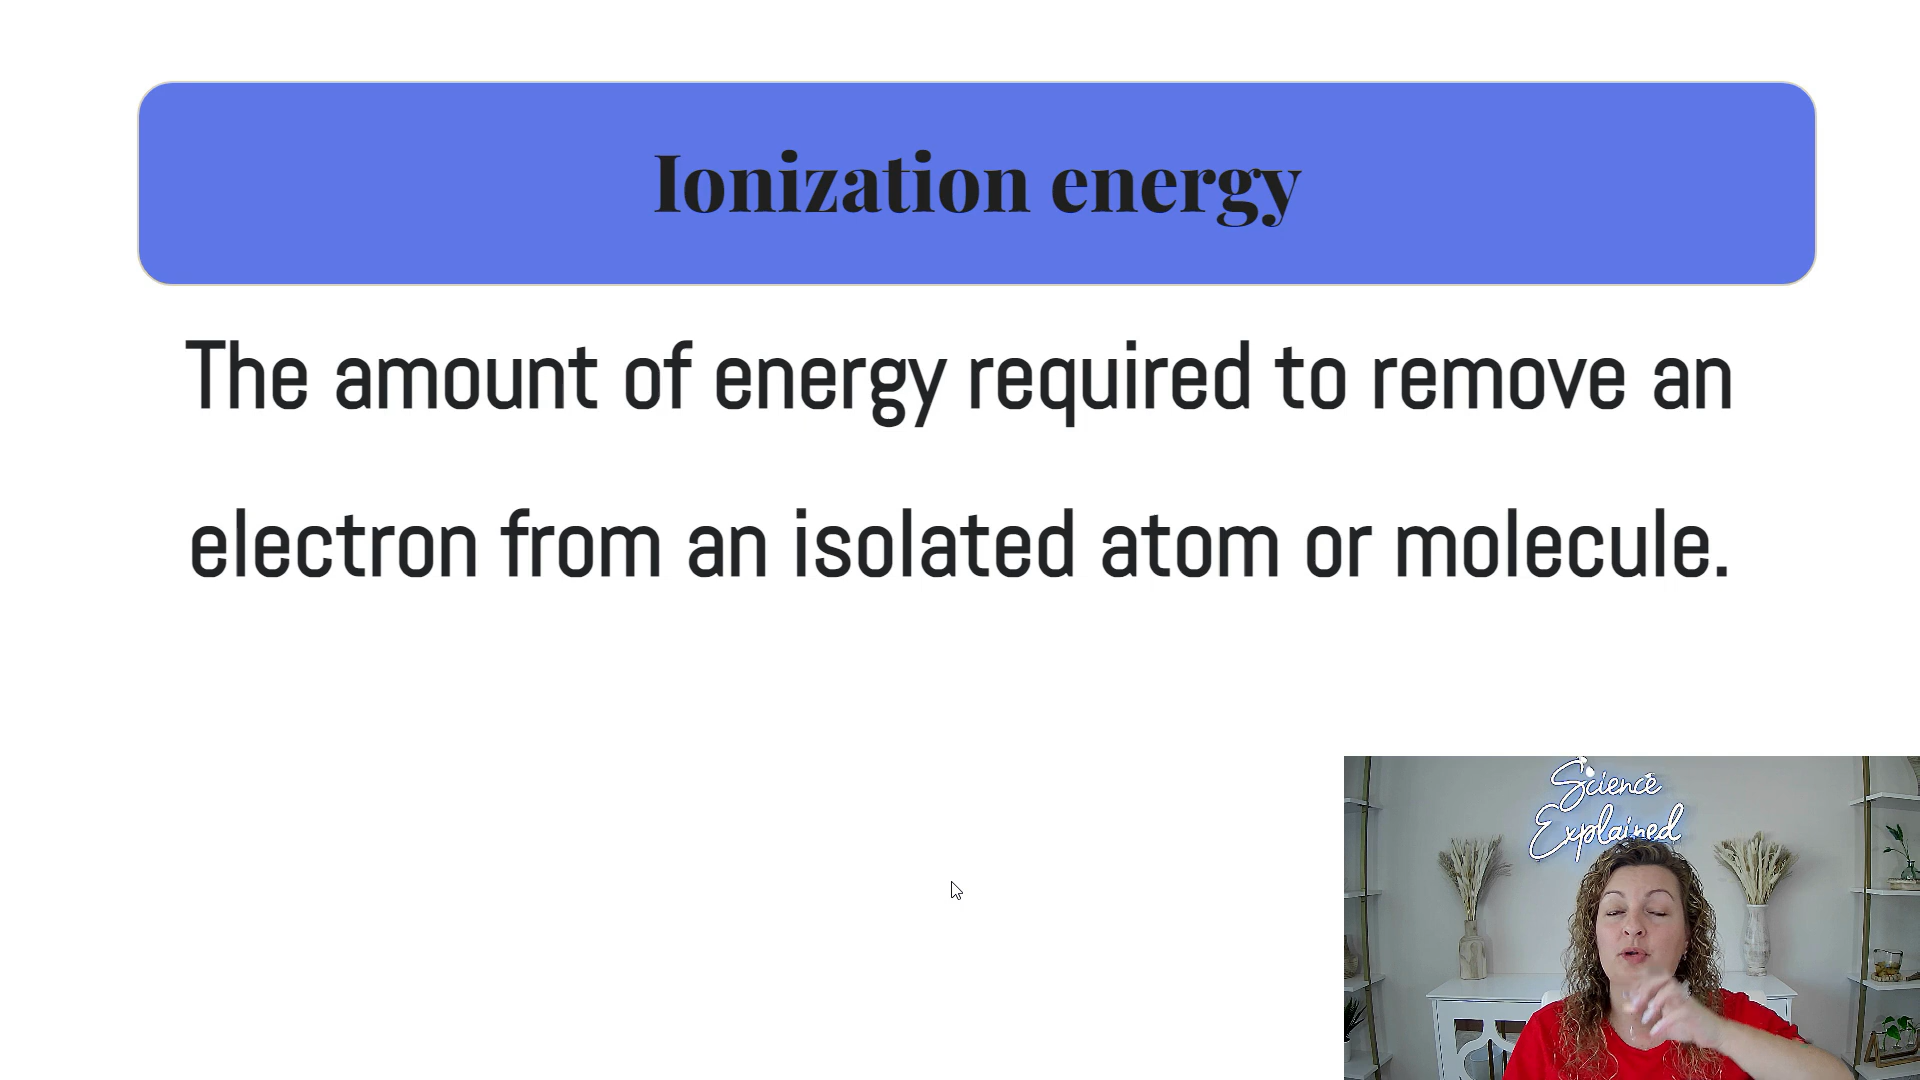 Ionization energy
The amount of energy required to remove an
electron from an isolated atom or molecule.
Science
Explained